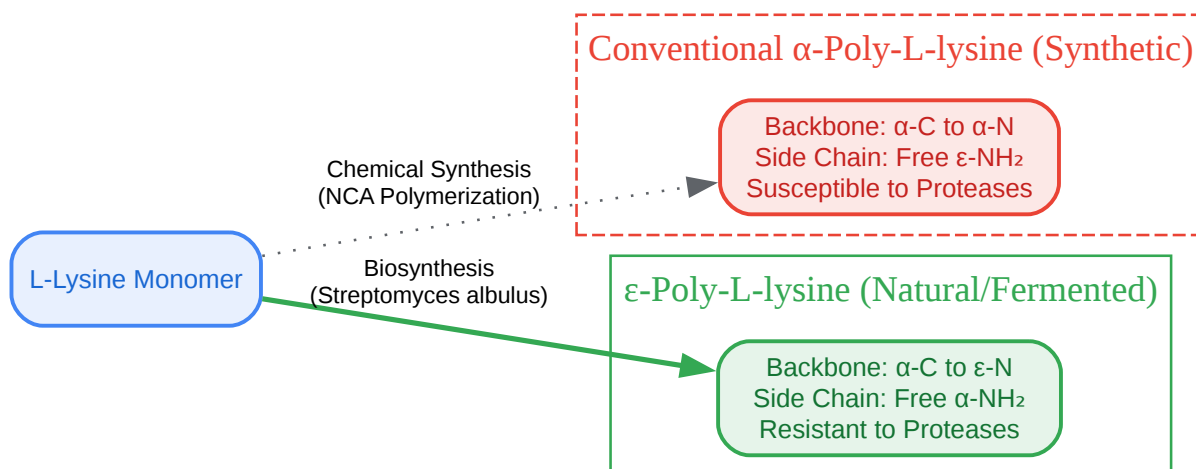 Conventional α-Poly-L-lysine (Synthetic)
Backbone: α-C to α-N
Side Chain: Free ε-NH₂
Susceptible to Proteases
Chemical Synthesis
(NCA Polymerization)
L-Lysine Monomer
Biosynthesis
(Streptomyces albulus)
ε-Poly-L-lysine (Natural/Fermented)
Backbone: α-C to ε-N
Side Chain: Free α-NH₂
Resistant to Proteases